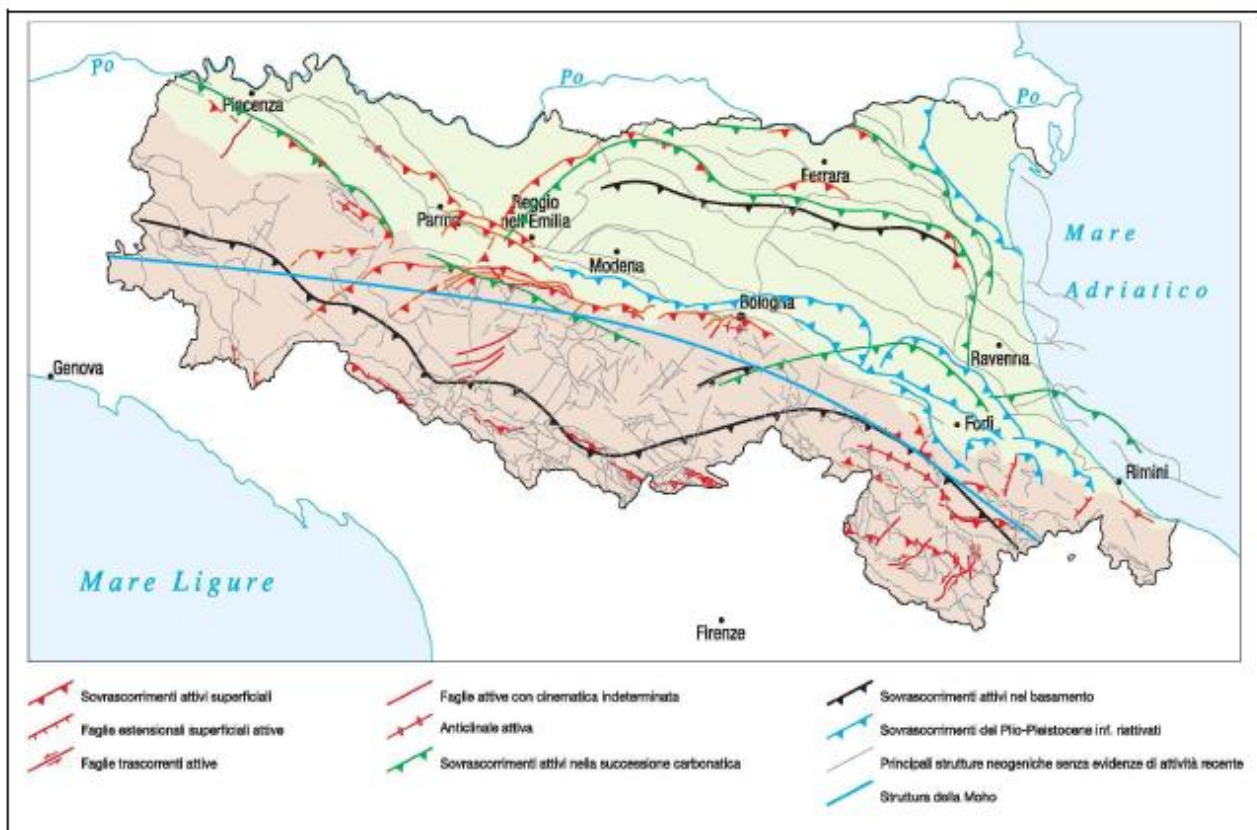 Po
Po
Po
Piacenza
Ferrara
Parma
Reggio
nell'Emilia
Mare
Adriatico
Modena
Bologna
Ravenna
Genova
Forlì
Rimini
Mare Ligure
Firenze
Sovrascorrimenti attivi superficiali
Faglie estensionali superficiali attive
Faglie trascorrenti attive
Faglie attive con cinematica indeterminata
Anticlinale attiva
Sovrascorrimenti attivi nella successione carbonatica
Sovrascorrimenti attivi nel basamento
Sovrascorrimenti del Plio-Pleistocene inf. riattivati
Principali strutture neogeniche senza evidenze di attività recente
Struttura della Moho